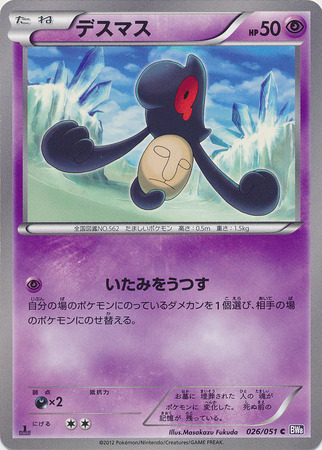 たね デスマス HP50
全国図鑑NO.562 たましいポケモン 高さ：0.5m 重さ：1.5kg
いたみをうつす
自分の場のポケモンにのっているダメカンを1個選び、相手の場
のポケモンにのせ替える。
弱点 抵抗力
×2
お墓に 埋葬された 人の 魂が
ポケモンに 変化した。 死ぬ 前の
記憶が 残っている。
にげる
Illus.Masakazu Fukuda 026/051 C BW8
©2012 Pokémon/Nintendo/Creatures/GAME FREAK.